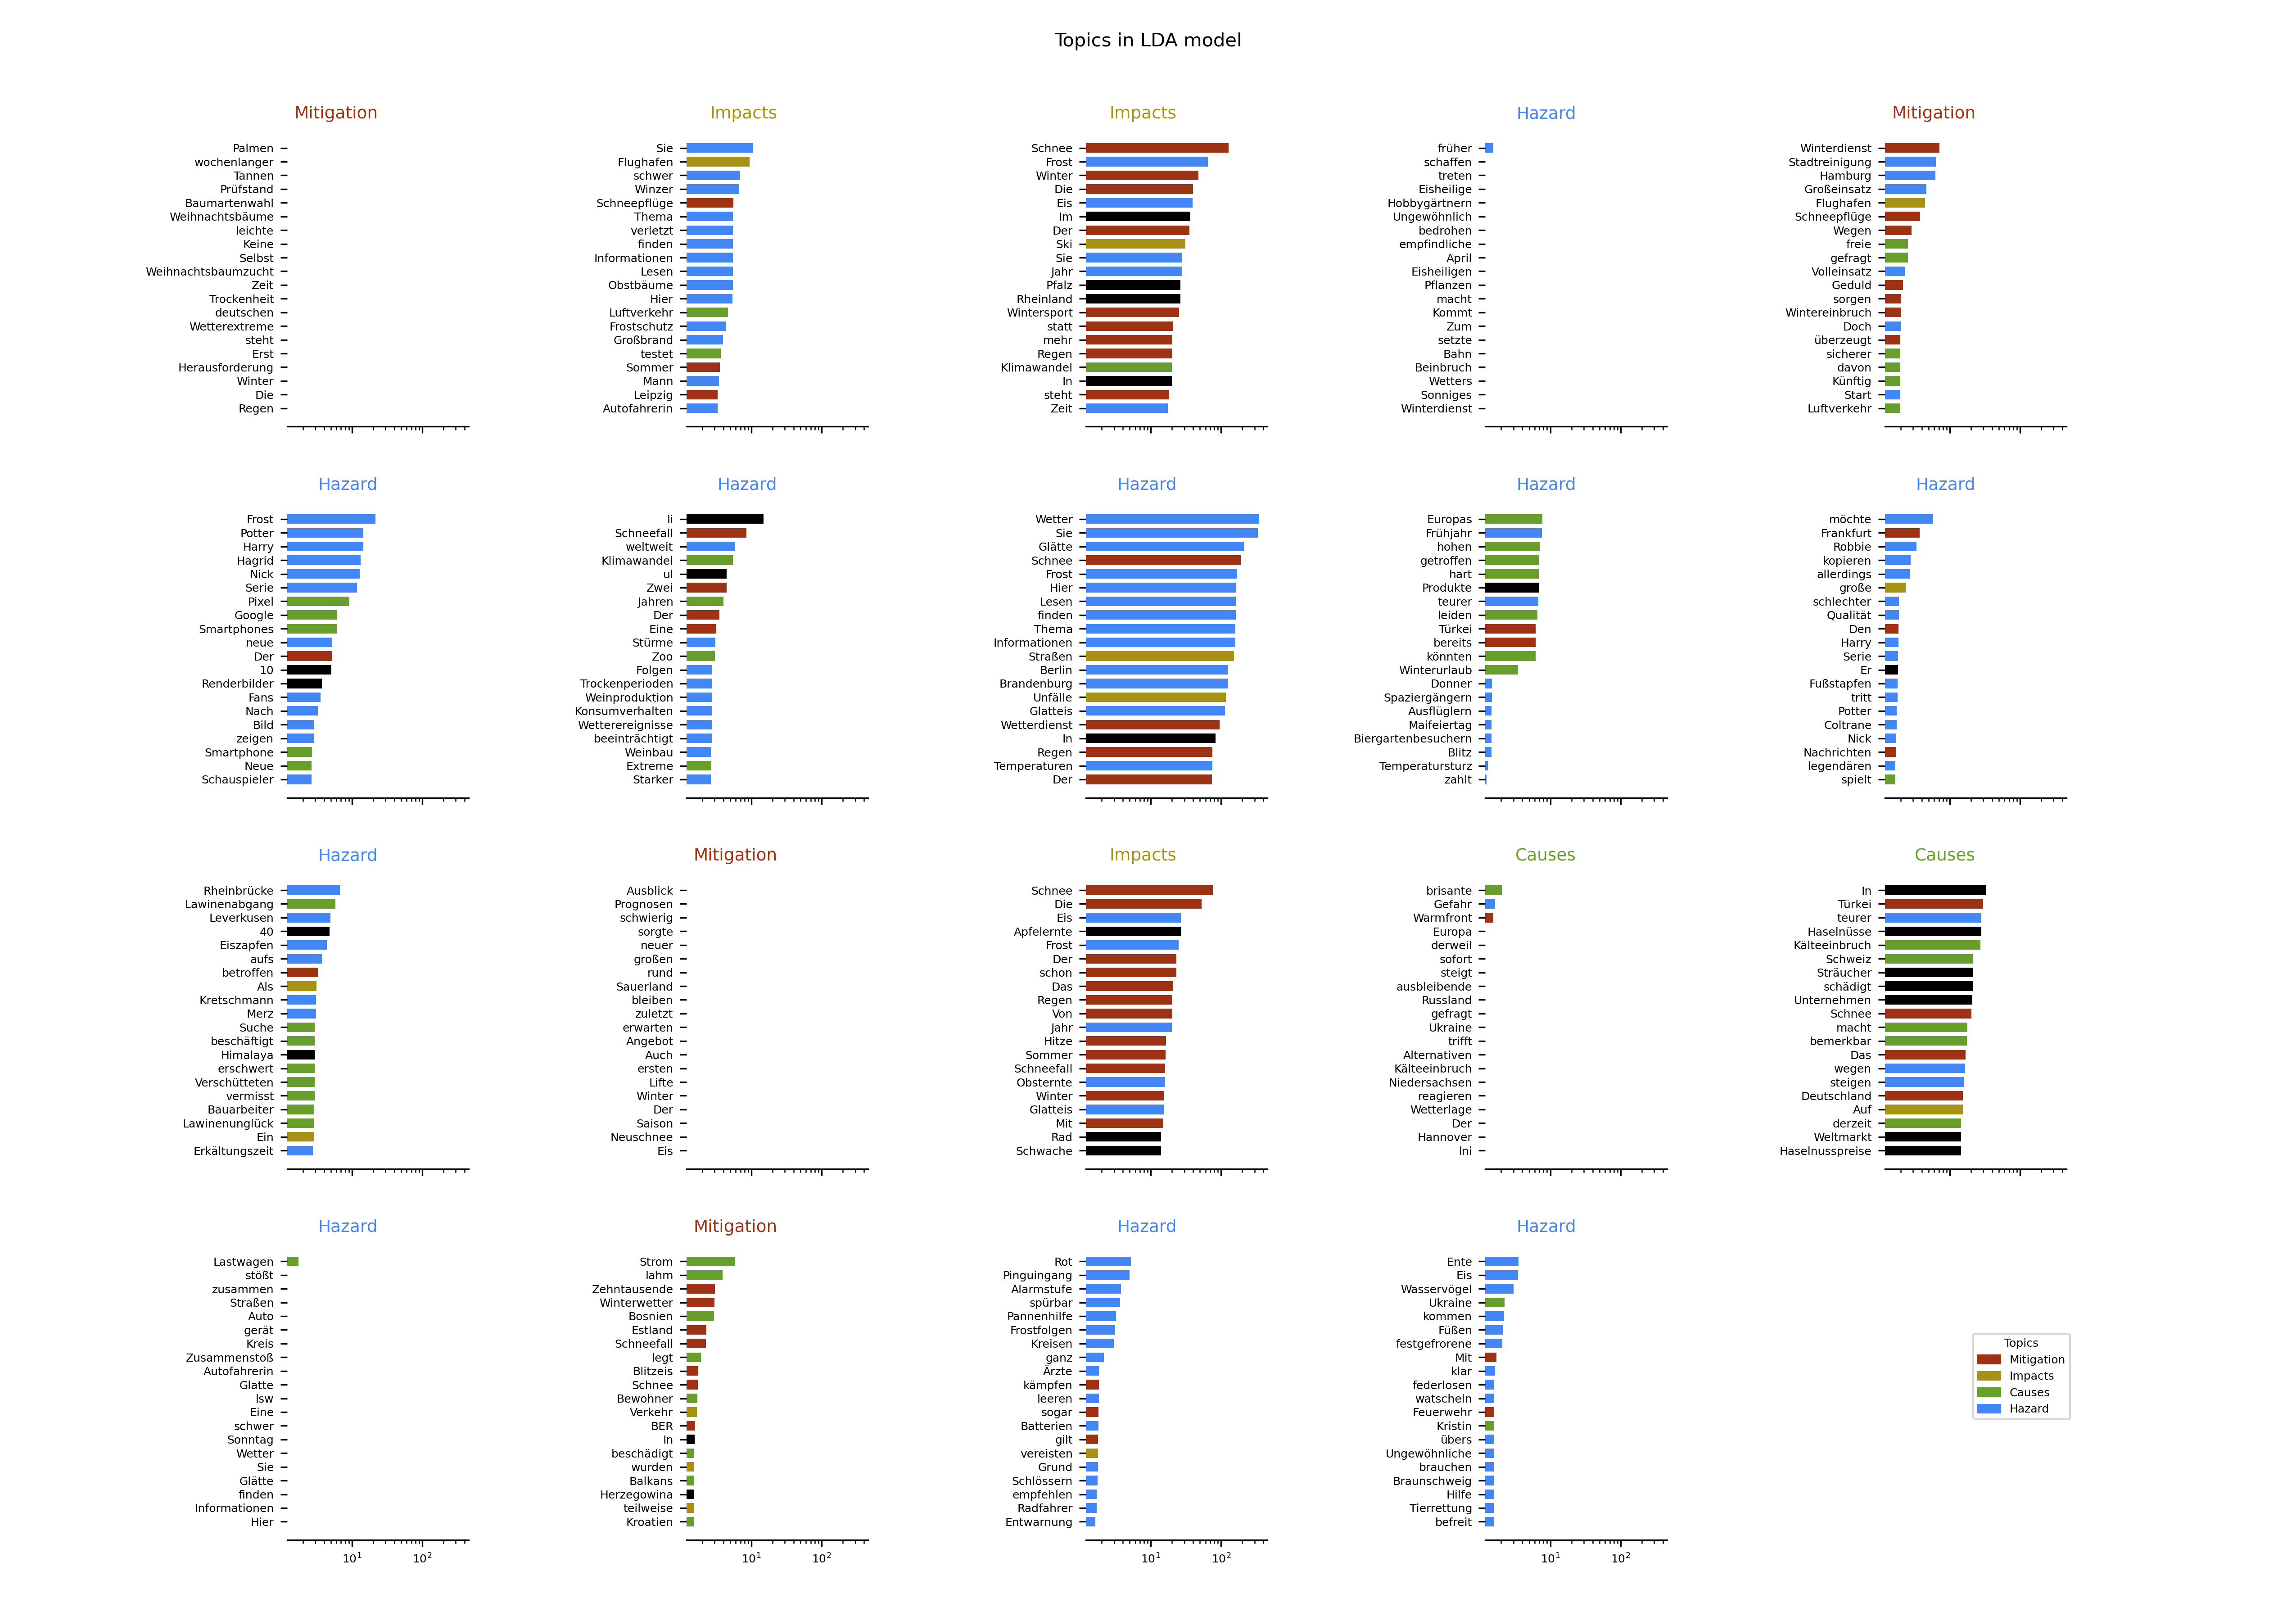 Topics in LDA model
Mitigation
Palmen
wochenlanger
Tannen
Prüfstand
Baumartenwahl
Weihnachtsbäume
leichte
Keine
Selbst
Weihnachtsbaumzucht
Zeit
Trockenheit
deutschen
Wetterextreme
steht
Erst
Herausforderung
Winter
Die
Regen
Impacts
Sie
Flughafen
schwer
Winzer
Schneepflüge
Thema
verletzt
finden
Informationen
Lesen
Obstbäume
Hier
Luftverkehr
Frostschutz
Großbrand
testet
Sommer
Mann
Leipzig
Autofahrerin
Impacts
Schnee
Frost
Winter
Die
Eis
Im
Der
Ski
Sie
Jahr
Pfalz
Rheinland
Wintersport
statt
mehr
Regen
Klimawandel
In
steht
Zeit
Hazard
früher
schaffen
treten
Eisheilige
Hobbygärtnern
Ungewöhnlich
bedrohen
empfindliche
April
Eisheiligen
Pflanzen
macht
Kommt
Zum
setzte
Bahn
Beinbruch
Wetters
Sonniges
Winterdienst
Mitigation
Winterdienst
Stadtreinigung
Hamburg
Großeinsatz
Flughafen
Schneepflüge
Wegen
freie
gefragt
Volleinsatz
Geduld
sorgen
Wintereinbruch
Doch
überzeugt
sicherer
davon
Künftig
Start
Luftverkehr
Hazard
Frost
Potter
Harry
Hagrid
Nick
Serie
Pixel
Google
Smartphones
neue
Der
10
Renderbilder
Fans
Nach
Bild
zeigen
Smartphone
Neue
Schauspieler
Hazard
li
Schneefall
weltweit
Klimawandel
ul
Zwei
Jahren
Der
Eine
Stürme
Zoo
Folgen
Trockenperioden
Weinproduktion
Konsumverhalten
Wetterereignisse
beeinträchtigt
Weinbau
Extreme
Starker
Hazard
Wetter
Sie
Glätte
Schnee
Frost
Hier
Lesen
finden
Thema
Informationen
Straßen
Berlin
Brandenburg
Unfälle
Glatteis
Wetterdienst
In
Regen
Temperaturen
Der
Hazard
Europas
Frühjahr
hohen
getroffen
hart
Produkte
teurer
leiden
Türkei
bereits
könnten
Winterurlaub
Donner
Spaziergängern
Ausflüglern
Maifeiertag
Biergartenbesuchern
Blitz
Temperatursturz
zahlt
Hazard
möchte
Frankfurt
Robbie
kopieren
allerdings
große
schlechter
Qualität
Den
Harry
Serie
Er
Fußstapfen
tritt
Potter
Coltrane
Nick
Nachrichten
legendären
spielt
Hazard
Rheinbrücke
Lawinenabgang
Leverkusen
40
Eiszapfen
aufs
betroffen
Als
Kretschmann
Merz
Suche
beschäftigt
Himalaya
erschwert
Verschütteten
vermisst
Bauarbeiter
Lawinenunglück
Ein
Erkältungszeit
Mitigation
Ausblick
Prognosen
schwierig
sorgte
neuer
großen
rund
Sauerland
bleiben
zuletzt
erwarten
Angebot
Auch
ersten
Lifte
Winter
Der
Saison
Neuschnee
Eis
Impacts
Schnee
Die
Eis
Apfelernte
Frost
Der
schon
Das
Regen
Von
Jahr
Hitze
Sommer
Schneefall
Obsternte
Winter
Glatteis
Mit
Rad
Schwache
Causes
brisante
Gefahr
Warmfront
Europa
derweil
sofort
steigt
ausbleibende
Russland
gefragt
Ukraine
trifft
Alternativen
Kälteeinbruch
Niedersachsen
reagieren
Wetterlage
Der
Hannover
lni
Causes
In
Türkei
teurer
Haselnüsse
Kälteeinbruch
Schweiz
Sträucher
schädigt
Unternehmen
Schnee
macht
bemerkbar
Das
wegen
steigen
Deutschland
Auf
derzeit
Weltmarkt
Haselnusspreise
Hazard
Lastwagen
stößt
zusammen
Straßen
Auto
gerät
Kreis
Zusammenstoß
Autofahrerin
Glatte
lsw
Eine
schwer
Sonntag
Wetter
Sie
Glätte
finden
Informationen
Hier
10¹ 10²
Mitigation
Strom
lahm
Zehntausende
Winterwetter
Bosnien
Estland
Schneefall
legt
Blitzeis
Schnee
Bewohner
Verkehr
BER
In
beschädigt
wurden
Balkans
Herzegowina
teilweise
Kroatien
10¹ 10²
Hazard
Rot
Pinguingang
Alarmstufe
spürbar
Pannenhilfe
Frostfolgen
Kreisen
ganz
Ärzte
kämpfen
leeren
sogar
Batterien
gilt
vereisten
Grund
Schlössern
empfehlen
Radfahrer
Entwarnung
10¹ 10²
Hazard
Ente
Eis
Wasservögel
Ukraine
kommen
Füßen
festgefrorene
Mit
klar
federlosen
watscheln
Feuerwehr
Kristin
übers
Ungewöhnliche
brauchen
Braunschweig
Hilfe
Tierrettung
befreit
10¹ 10²
Topics
Mitigation
Impacts
Causes
Hazard